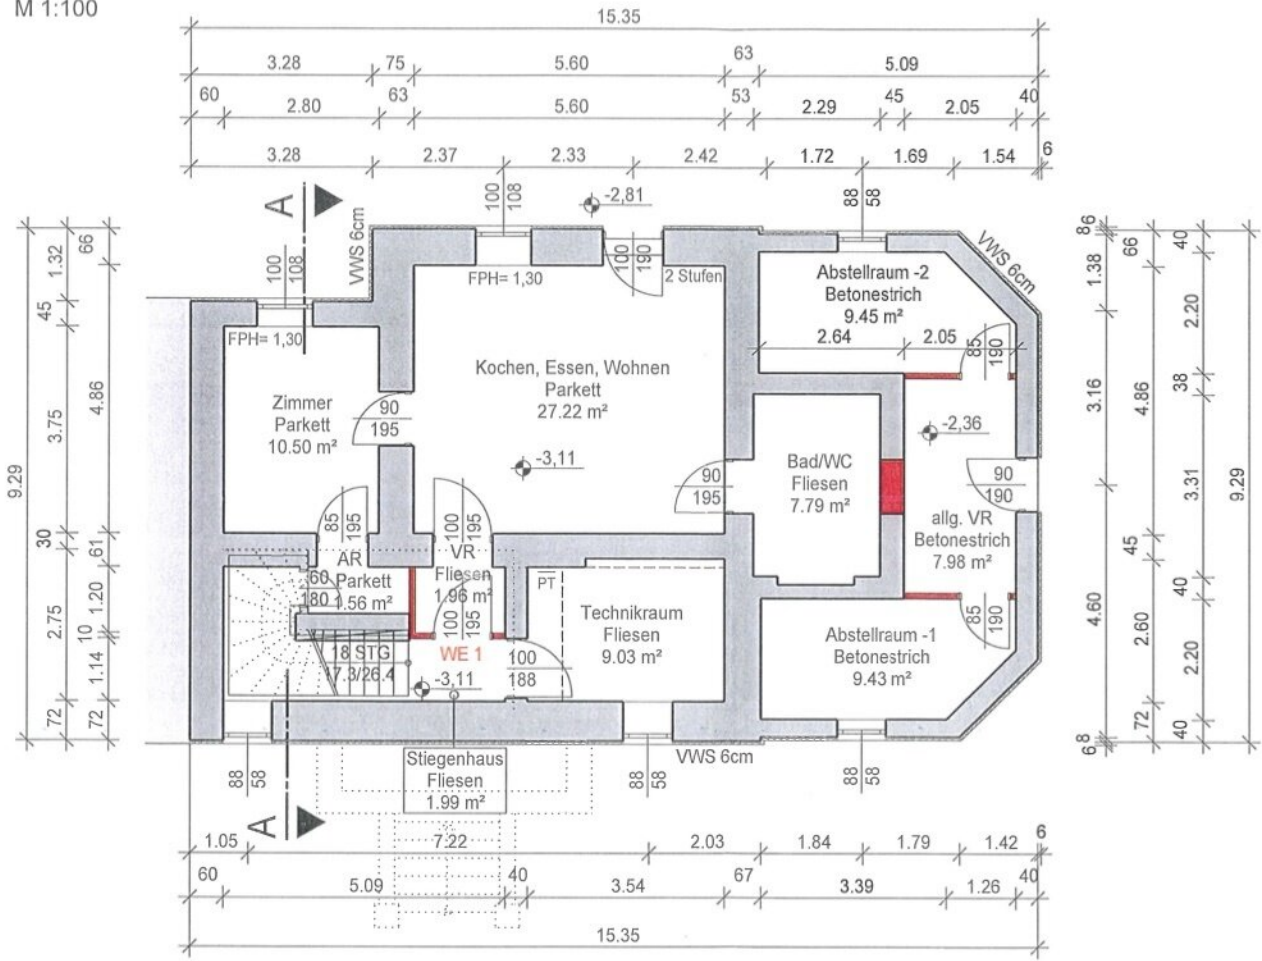 M 1:100
15.35
3.28 75 5.60 63 5.09
60 2.80 63 5.60 53 2.29 45 2.05 40
3.28 2.37 2.33 2.42 1.72 1.69 1.54 6
A
VWS 6cm
100
108
100
108
-2,81
88
58
VWS 6cm
FPH= 1,30
FPH= 1,30
100
190
2 Stufen
Abstellraum -2
Betonestrich
9.45 m²
2.64 2.05
85
190
Kochen, Essen, Wohnen
Parkett
27.22 m²
Zimmer
Parkett
10.50 m²
90
195
-3,11
90
195
Bad/WC
Fliesen
7.79 m²
-2,36
90
190
allg. VR
Betonestrich
7.98 m²
85
195
100
195
AR
Parkett
1.56 m²
60
180
VR
Fliesen
1.96 m²
100
195
WE 1
PT
Technikraum
Fliesen
9.03 m²
100
188
18 STG
17.3/26.4
-3,11
85
190
Abstellraum -1
Betonestrich
9.43 m²
Stiegenhaus
Fliesen
1.99 m²
VWS 6cm
88
58
88
58
88
58
A
9.29
1.32
45
3.75
30
2.75
72
66
4.86
61
1.20
10
1.14
72
8
6
1.38
3.16
4.60
8
6
66
4.86
45
2.60
72
40
2.20
38
3.31
40
2.20
40
9.29
1.05 7.22 2.03 1.84 1.79 1.42 6
60 5.09 40 3.54 67 3.39 1.26 40
15.35